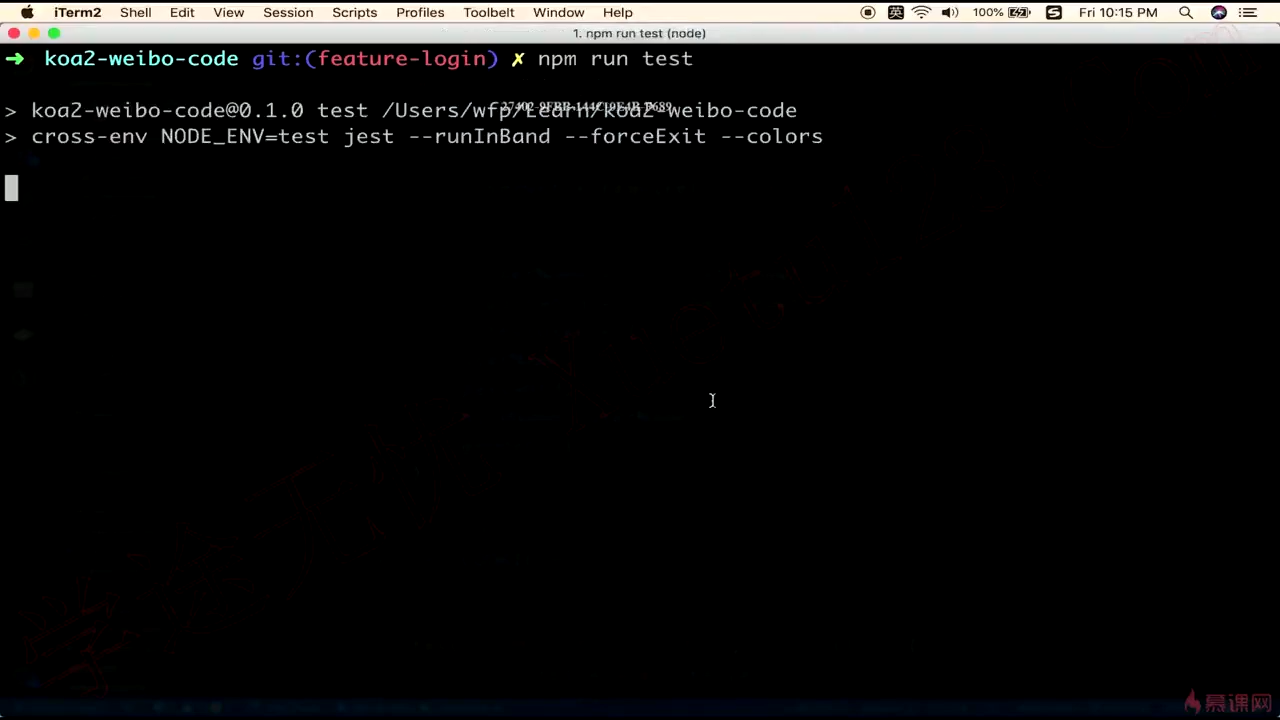 iTerm2 Shell Edit View Session Scripts Profiles Toolbelt Window Help 英 100% S Fri 10:15 PM
1. npm run test (node)
➜ koa2-weibo-code git:(feature-login) ✗ npm run test
> koa2-weibo-code@0.1.0 test /Users/wfp/Learn/koa2-weibo-code
> cross-env NODE_ENV=test jest --runInBand --forceExit --colors
慕课网